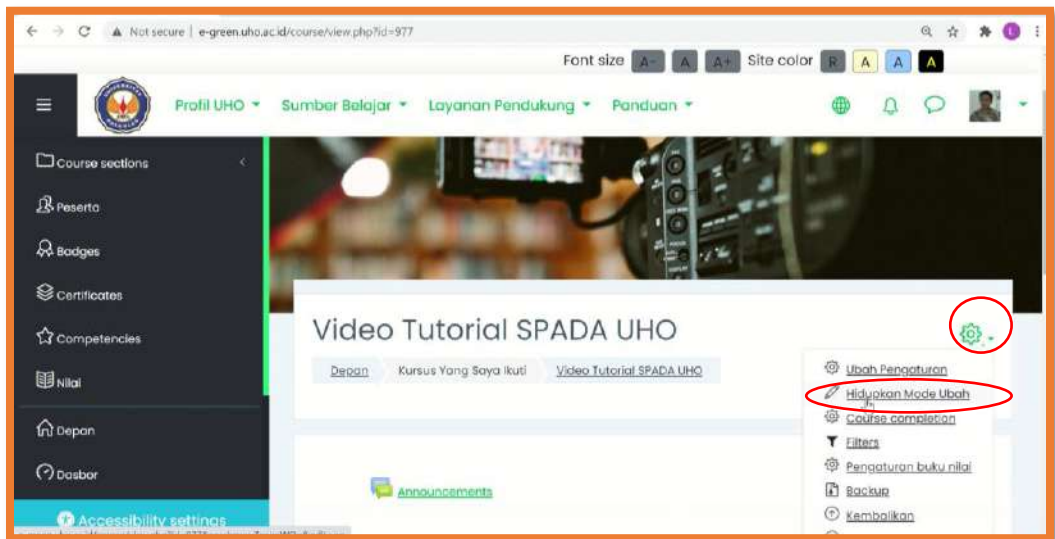 Not secure | e-green.uho.ac.id/course/view.php?id=977
Font size A- A A+ Site color R A A A
Profil UHO Sumber Belajar Layanan Pendukung Panduan
Course sections
Peserta
Badges
Certificates
Competencies
Nilai
Depan
Dasbor
Accessibility settings
Video Tutorial SPADA UHO
Depan Kursus Yang Saya Ikuti Video Tutorial SPADA UHO
Announcements
Ubah Pengaturan
Hidupkan Mode Ubah
Course completion
Filters
Pengaturan buku nilai
Backup
Kembalikan